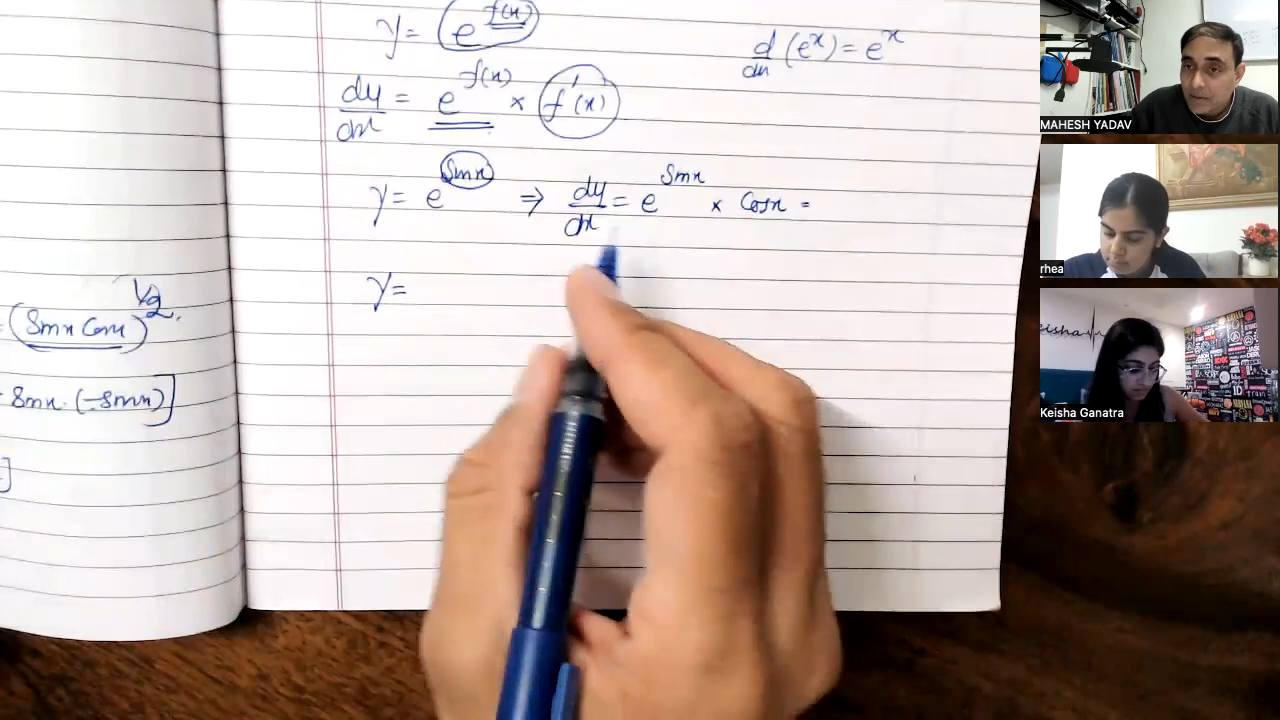 y = e^f(x)
d/dx (e^x) = e^x
dy/dx = e^f(x) × f'(x)
y = e^Sinx ⇒ dy/dx = e^Sinx × Cosx =
y =
= (Sinx Cosx)^1/2.
Sinx · (-Sinx)]
]
MAHESH YADAV
rhea
eisha
Keisha Ganatra